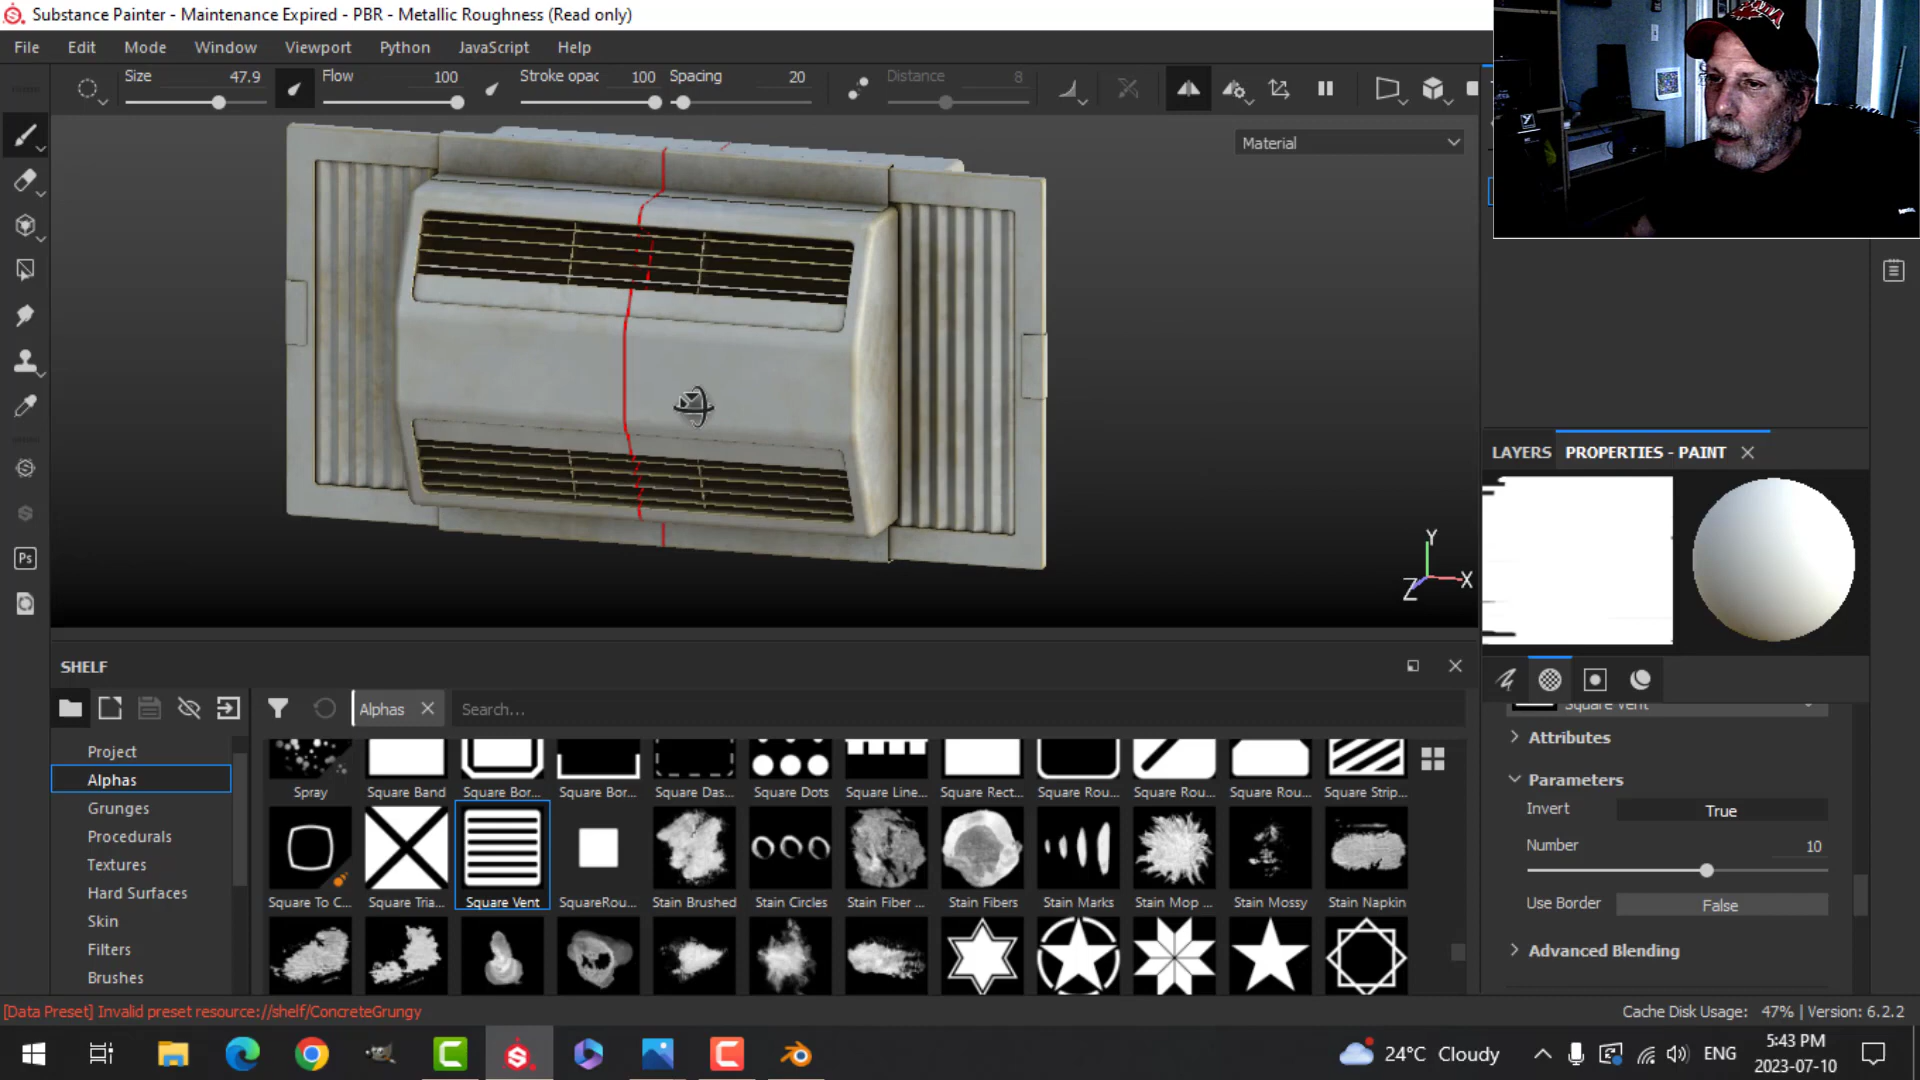 Substance Painter - Maintenance Expired - PBR - Metallic Roughness (Read only)
File Edit Mode Window Viewport Python JavaScript Help
Size 47.9 Flow 100 Stroke opac 100 Spacing 20 Distance 8
Material
Y
X
Z
LAYERS PROPERTIES - PAINT
SHELF
Alphas Search...
Project
Alphas
Grunges
Procedurals
Textures
Hard Surfaces
Skin
Filters
Brushes
Spray Square Band Square Bor... Square Bor... Square Das... Square Dots Square Line... Square Rect... Square Rou... Square Rou... Square Rou... Square Strip...
Square To C... Square Tria... Square Vent SquareRou... Stain Brushed Stain Circles Stain Fiber ... Stain Fibers Stain Marks Stain Mop ... Stain Mossy Stain Napkin
Ps
Square Vent
Attributes
Parameters
Invert True
Number 10
Use Border False
Advanced Blending
[Data Preset] Invalid preset resource://shelf/ConcreteGrungy
Cache Disk Usage: 47% | Version: 6.2.2
24°C Cloudy
ENG
5:43 PM
2023-07-10